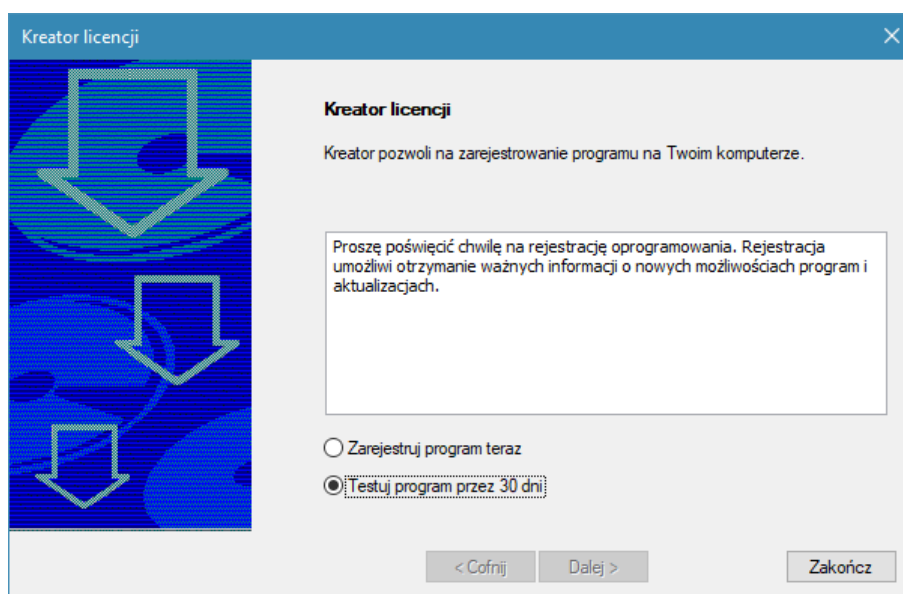 Kreator licencji
Kreator licencji
Kreator pozwoli na zarejestrowanie programu na Twoim komputerze.
Proszę poświęcić chwilę na rejestrację oprogramowania. Rejestracja
umożliwi otrzymanie ważnych informacji o nowych możliwościach program i
aktualizacjach.
Zarejestruj program teraz
Testuj program przez 30 dni
< Cofnij Dalej > Zakończ